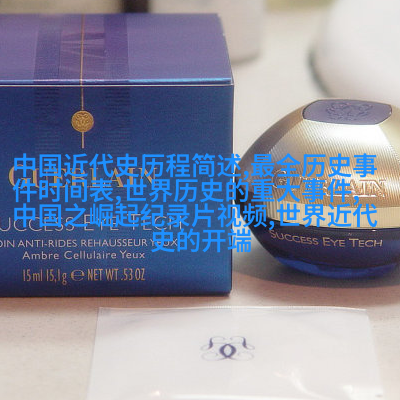 中国近代史历程简述,最全历史事
件时间表,世界历史的重大事件,
中国之崛起纪录片视频,世界近代
史的开端
GUERLAIN
SUCCESS EYE TECH
SOIN ANTI-RIDES REHAUSSEUR YEUX
Ambre Cellulaire Yeux
15 ml 15,1 g ℮ NET WT .53 OZ
SUCCESS EYE TECH